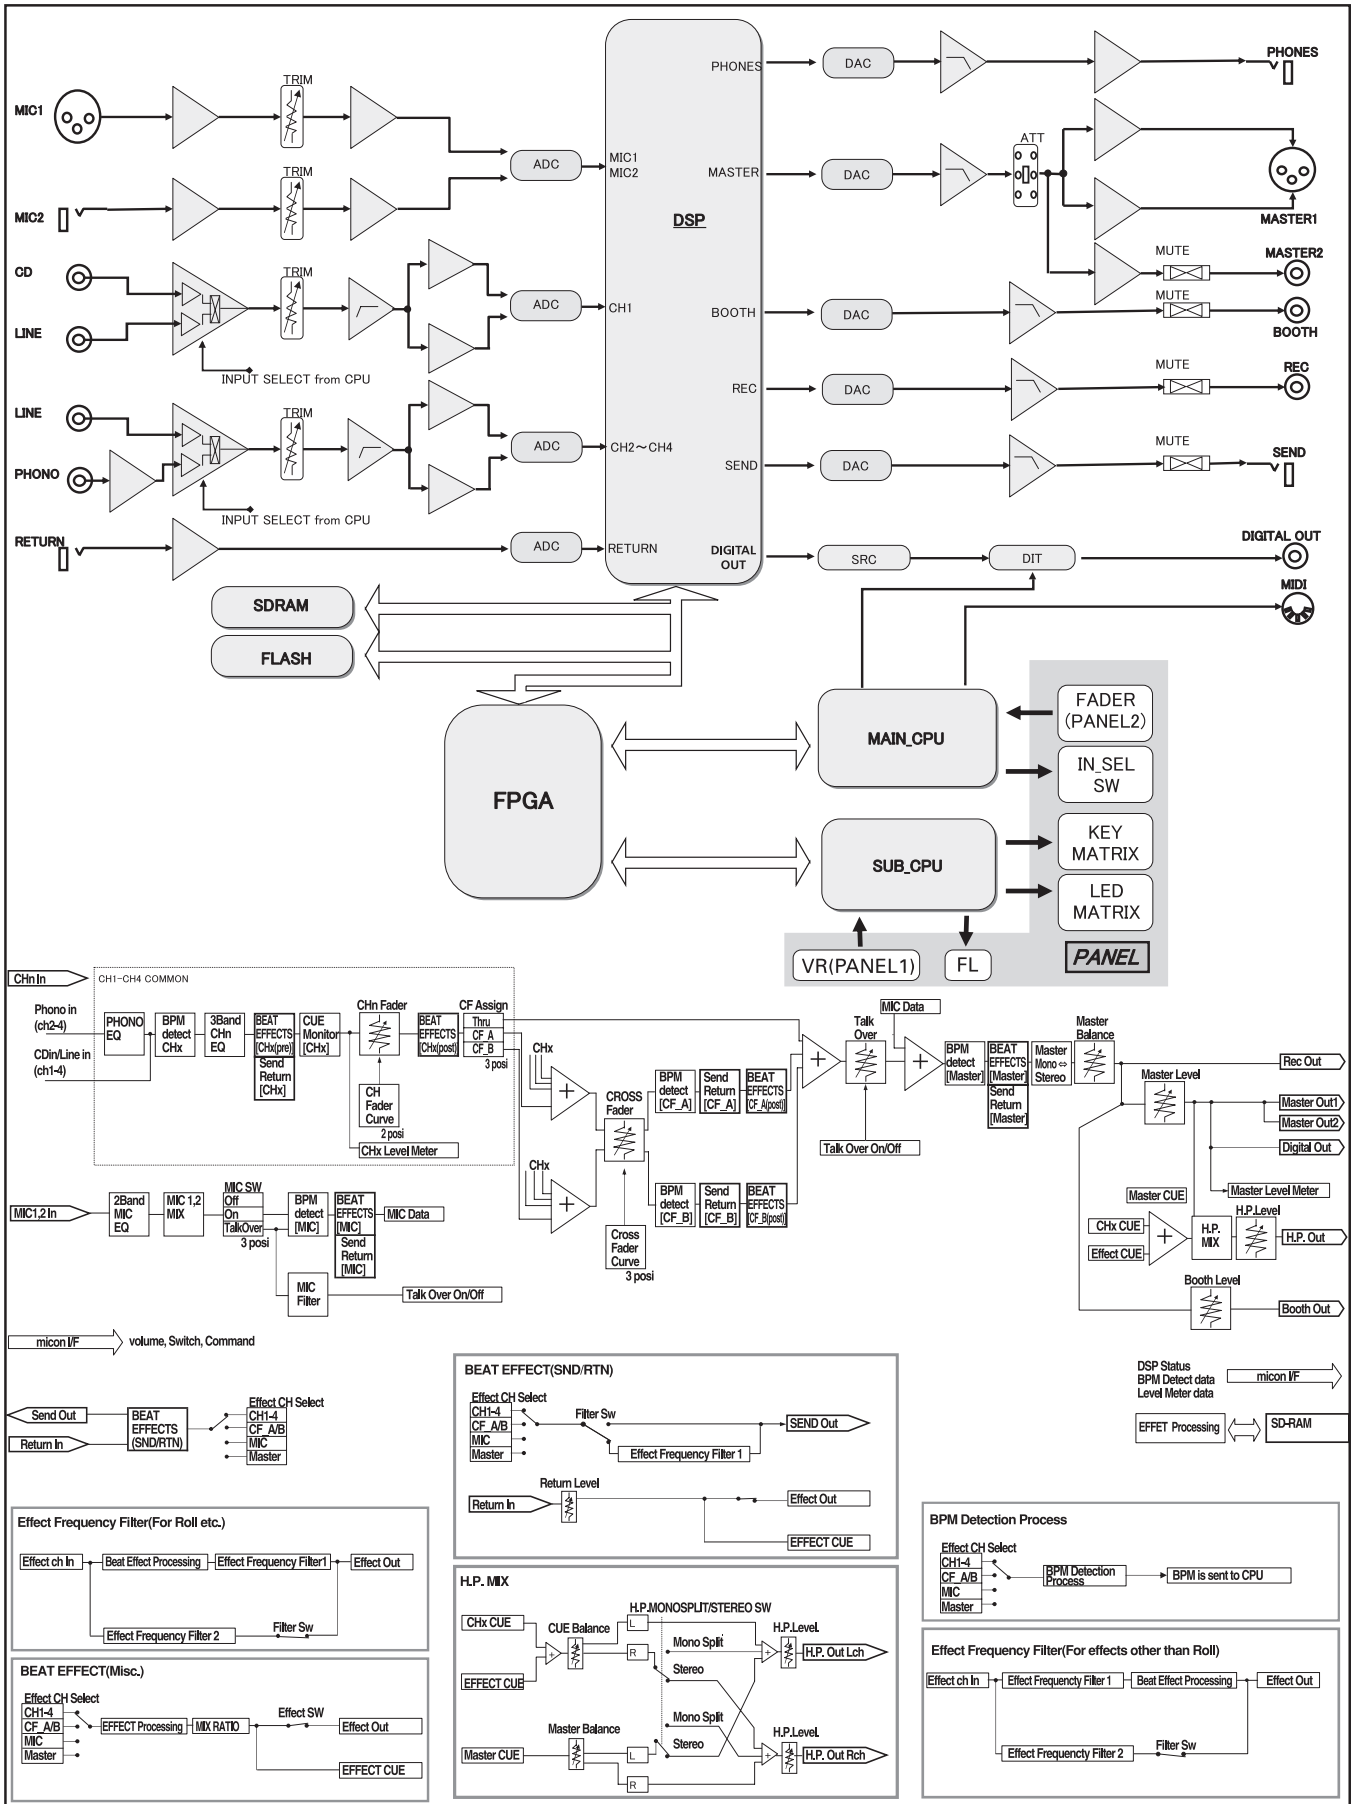 PHONES
PHONES
DAC
TRIM
MIC1
ATT
ADC
MIC1
MIC2
MASTER
DAC
TRIM
MIC2
DSP
MASTER1
CD
MUTE
MASTER2
TRIM
MUTE
ADC
CH1
BOOTH
DAC
LINE
BOOTH
INPUT SELECT from CPU
MUTE
REC
REC
DAC
LINE
TRIM
MUTE
ADC
CH2～CH4
SEND
PHONO
SEND
DAC
INPUT SELECT from CPU
RETURN
DIGITAL OUT
ADC
RETURN
DIGITAL
OUT
SRC
DIT
MIDI
SDRAM
FLASH
FADER
(PANEL2)
MAIN_CPU
IN_SEL
SW
FPGA
KEY
MATRIX
SUB_CPU
LED
MATRIX
PANEL
VR(PANEL1)
FL
CHn In
CH1-CH4 COMMON
Phono in
(ch2-4)
CDin/Line in
(ch1-4)
PHONO
EQ
BPM
detect
CHx
3Band
CHn
EQ
BEAT
EFFECTS
[CHx(pre)]
Send
Return
[CHx]
CUE
Monitor
[CHx]
CHn Fader
CH
Fader
Curve
2 posi
CHx Level Meter
BEAT
EFFECTS
[CHx(post)]
CF Assign
Thru
CF_A
CF_B
3 posi
CHx
CHx
CROSS
Fader
Cross
Fader
Curve
3 posi
BPM
detect
[CF_A]
Send
Return
[CF_A]
BEAT
EFFECTS
[CF_A(post)]
BPM
detect
[CF_B]
Send
Return
[CF_B]
BEAT
EFFECTS
[CF_B(post)]
+
+
+
Talk
Over
Talk Over On/Off
MIC Data
+
BPM
detect
[Master]
BEAT
EFFECTS
[Master]
Send
Return
[Master]
Master
Mono ⇔
Stereo
Master
Balance
Master Level
Rec Out
Master Out1
Master Out2
Digital Out
Master Level Meter
Master CUE
CHx CUE
Effect CUE
+
H.P.
MIX
H.P.Level
H.P. Out
Booth Level
Booth Out
MIC1,2 In
2Band
MIC
EQ
MIC 1,2
MIX
MIC SW
Off
On
TalkOver
3 posi
BPM
detect
[MIC]
BEAT
EFFECTS
[MIC]
Send
Return
[MIC]
MIC Data
MIC
Filter
Talk Over On/Off
micon I/F
volume, Switch, Command
DSP Status
BPM Detect data
Level Meter data
micon I/F
EFFET Processing
SD-RAM
Send Out
Return In
BEAT
EFFECTS
(SND/RTN)
Effect CH Select
CH1-4
CF_A/B
MIC
Master
BEAT EFFECT(SND/RTN)
Effect CH Select
CH1-4
CF_A/B
MIC
Master
Filter Sw
SEND Out
Effect Frequency Filter 1
Return Level
Return In
Effect Out
EFFECT CUE
Effect Frequency Filter(For Roll etc.)
Effect ch In
Beat Effect Processing
Effect Frequency Filter1
Effect Out
Effect Frequency Filter 2
Filter Sw
BPM Detection Process
Effect CH Select
CH1-4
CF_A/B
MIC
Master
BPM Detection
Process
BPM is sent to CPU
H.P. MIX
CHx CUE
EFFECT CUE
+
CUE Balance
H.P.MONOSPLIT/STEREO SW
L
R
Mono Split
Stereo
+
H.P.Level.
H.P. Out Lch
Master CUE
Master Balance
L
R
Mono Split
Stereo
+
H.P.Level.
H.P. Out Rch
BEAT EFFECT(Misc.)
Effect CH Select
CH1-4
CF_A/B
MIC
Master
EFFECT Processing
MIX RATIO
Effect SW
Effect Out
EFFECT CUE
Effect Frequency Filter(For effects other than Roll)
Effect ch In
Effect Frequencty Filter 1
Beat Effect Processing
Effect Out
Effect Frequencty Filter 2
Filter Sw